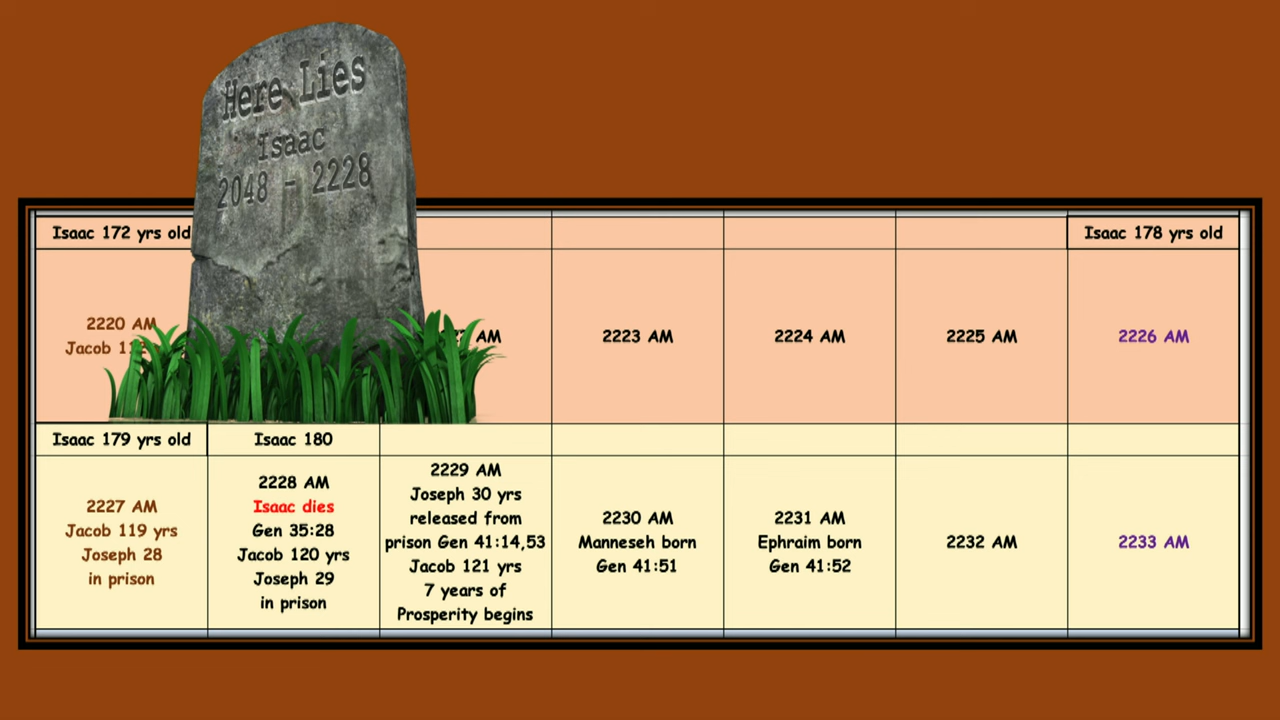 Here Lies
Isaac
2048 - 2228
Isaac 172 yrs old
Isaac 178 yrs old
2220 AM
Jacob
AM
2223 AM
2224 AM
2225 AM
2226 AM
Isaac 179 yrs old
Isaac 180
2227 AM
Jacob 119 yrs
Joseph 28
in prison
2228 AM
Isaac dies
Gen 35:28
Jacob 120 yrs
Joseph 29
in prison
2229 AM
Joseph 30 yrs
released from
prison Gen 41:14,53
Jacob 121 yrs
7 years of
Prosperity begins
2230 AM
Manneseh born
Gen 41:51
2231 AM
Ephraim born
Gen 41:52
2232 AM
2233 AM